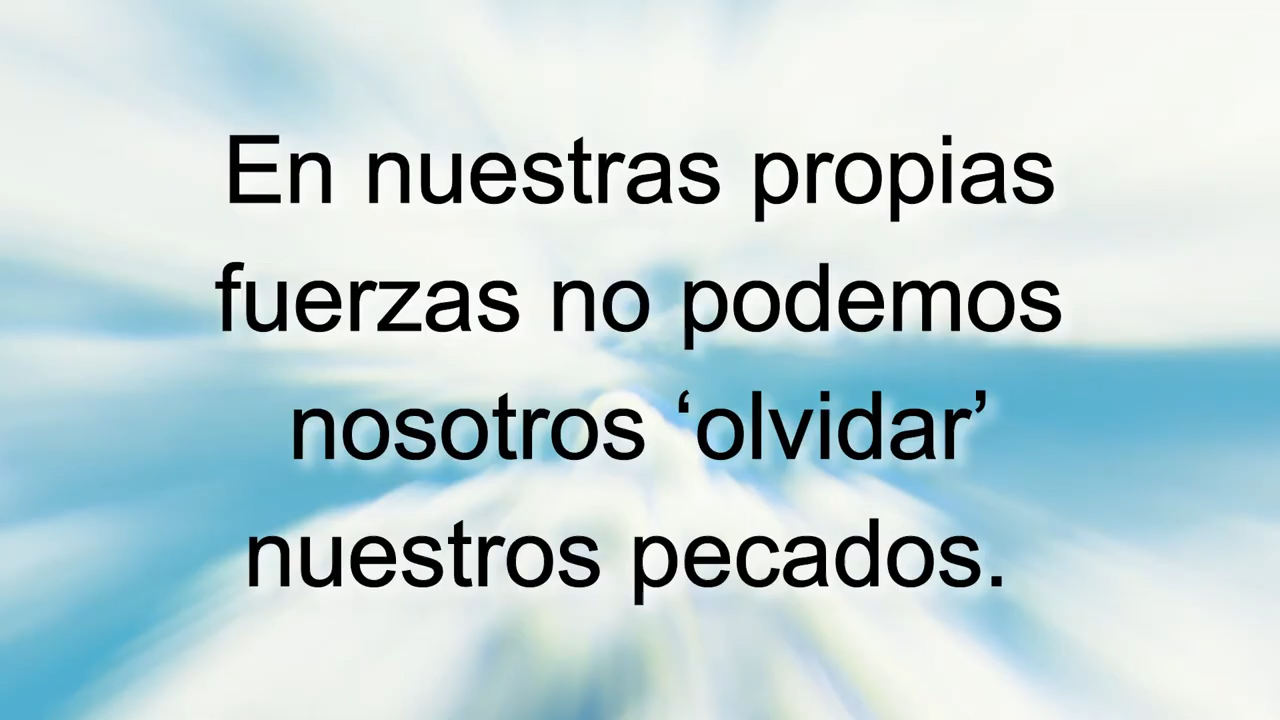 En nuestras propias
fuerzas no podemos
nosotros ‘olvidar’
nuestros pecados.